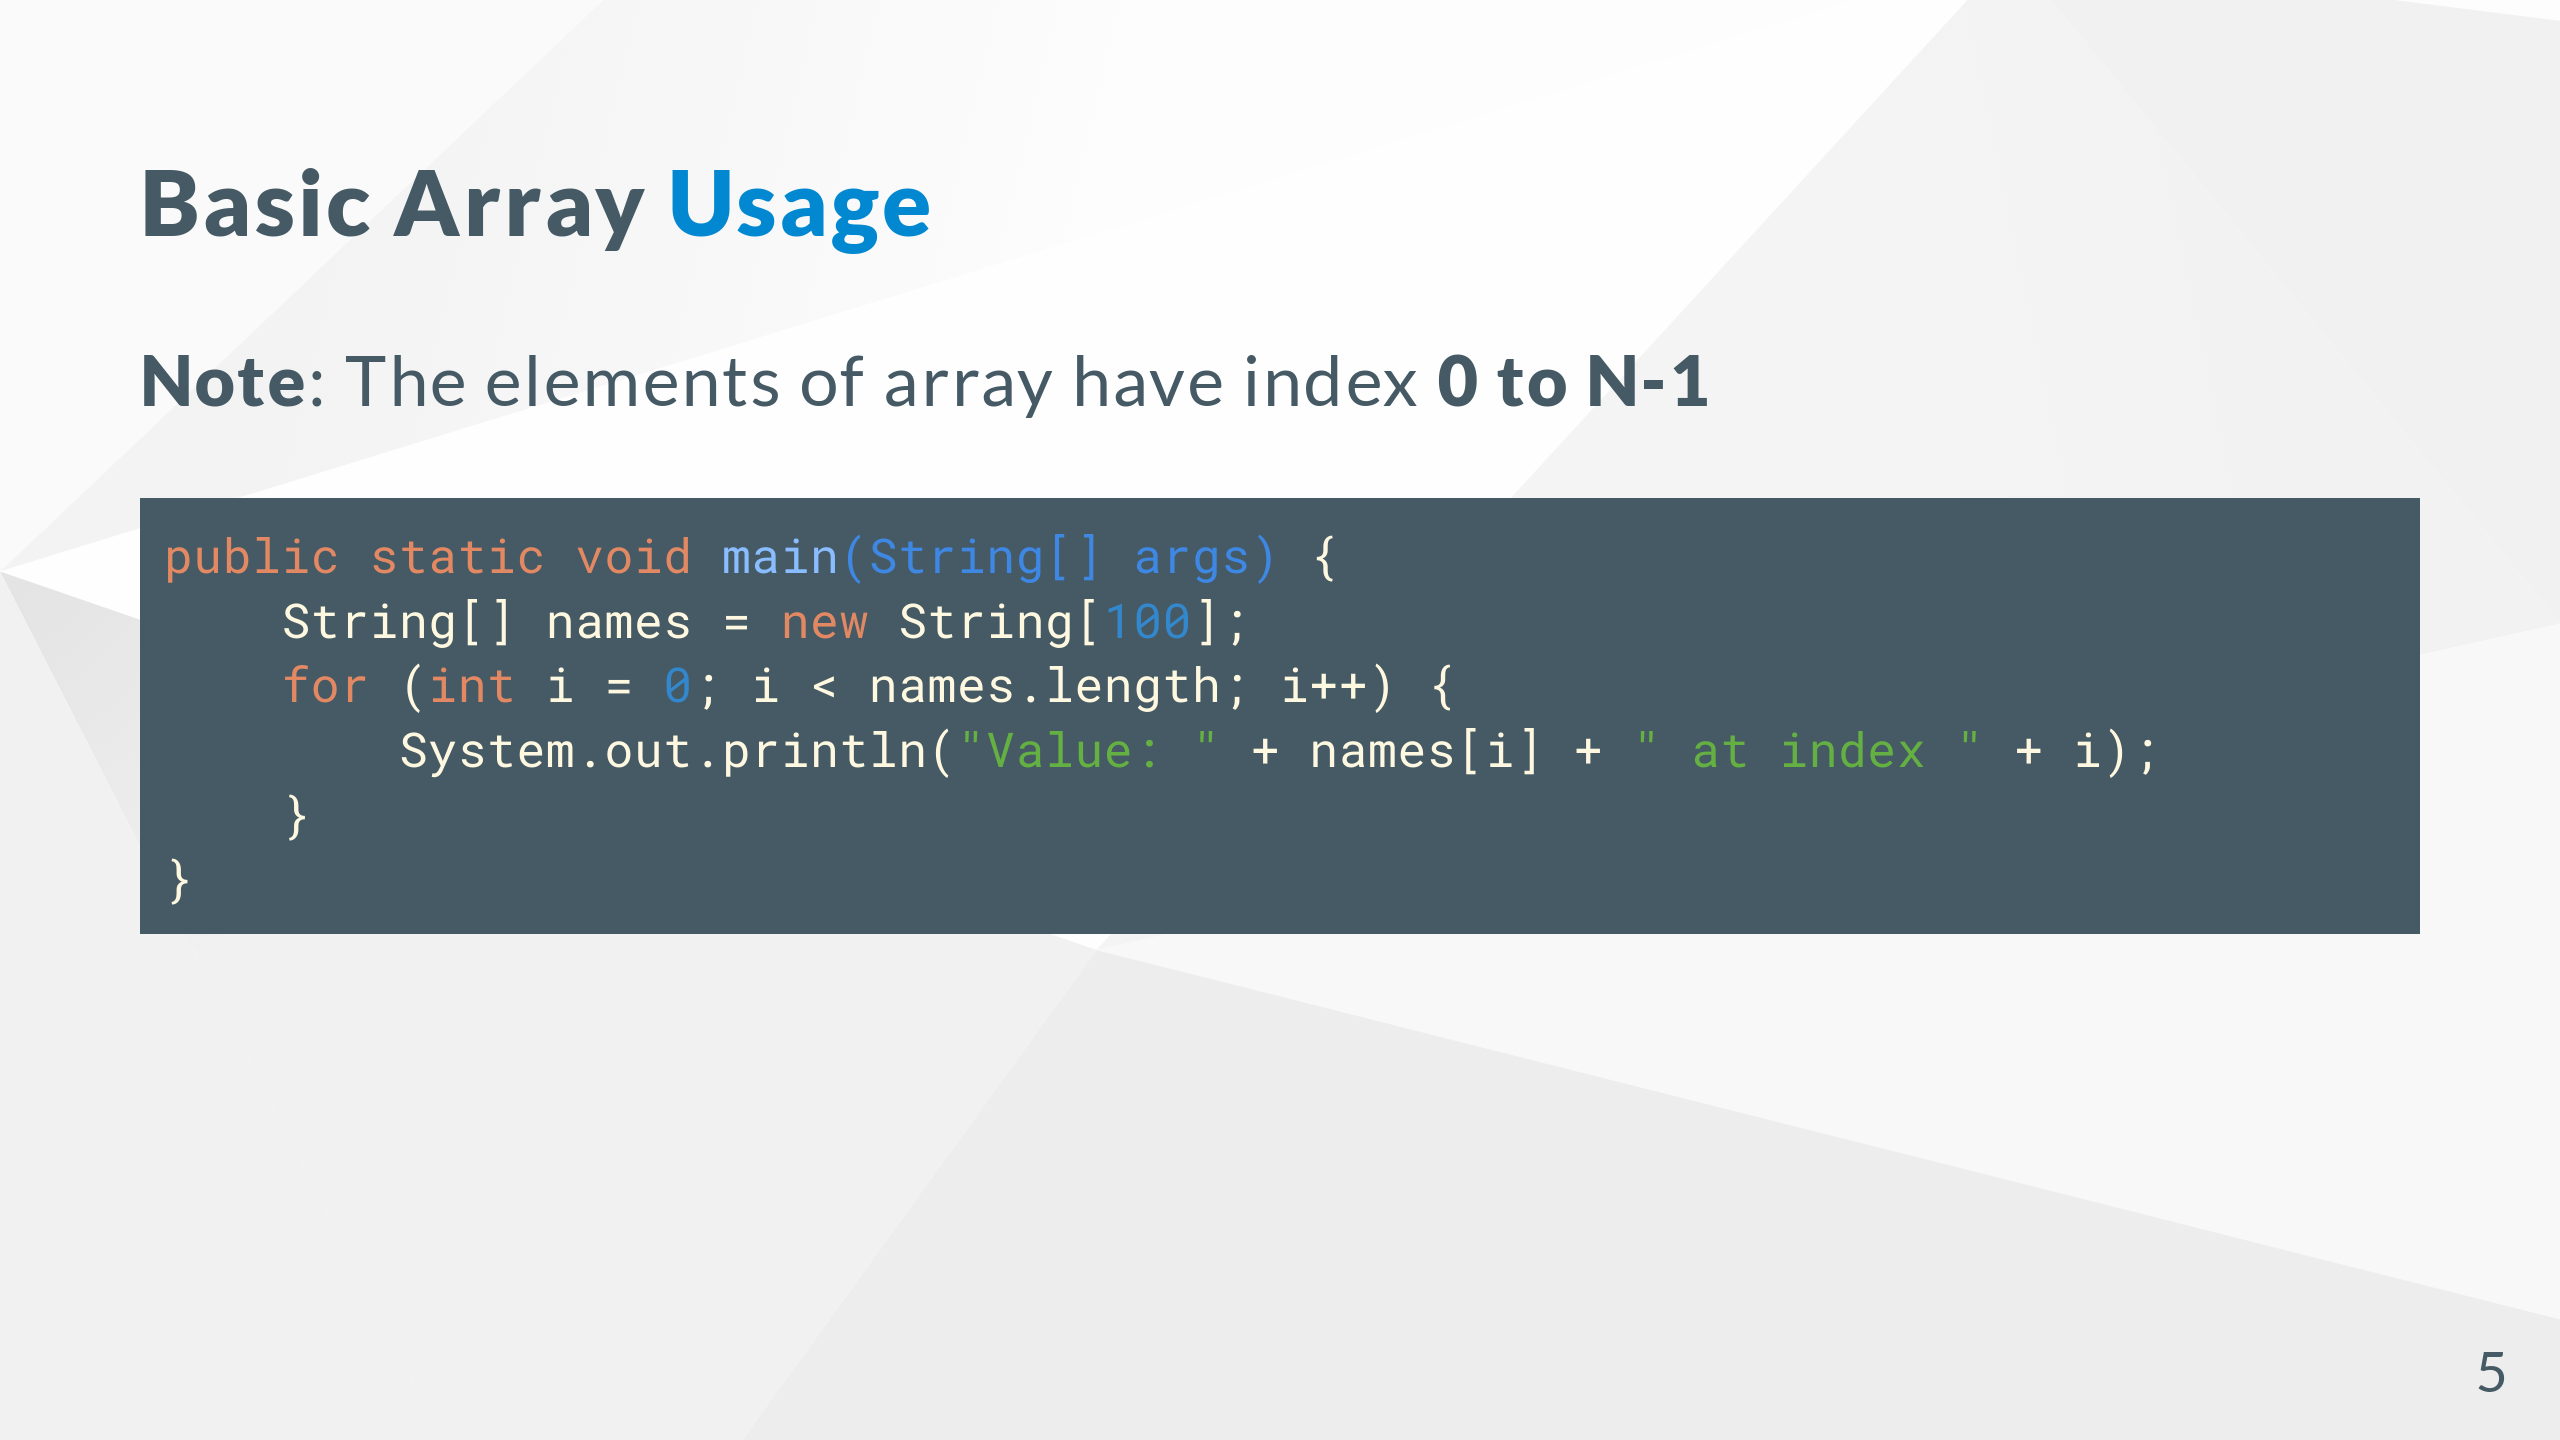 Basic Array Usage
Note: The elements of array have index 0 to N-1
public static void main(String[] args) {
    String[] names = new String[100];
    for (int i = 0; i < names.length; i++) {
        System.out.println("Value: " + names[i] + " at index " + i);
    }
}
5